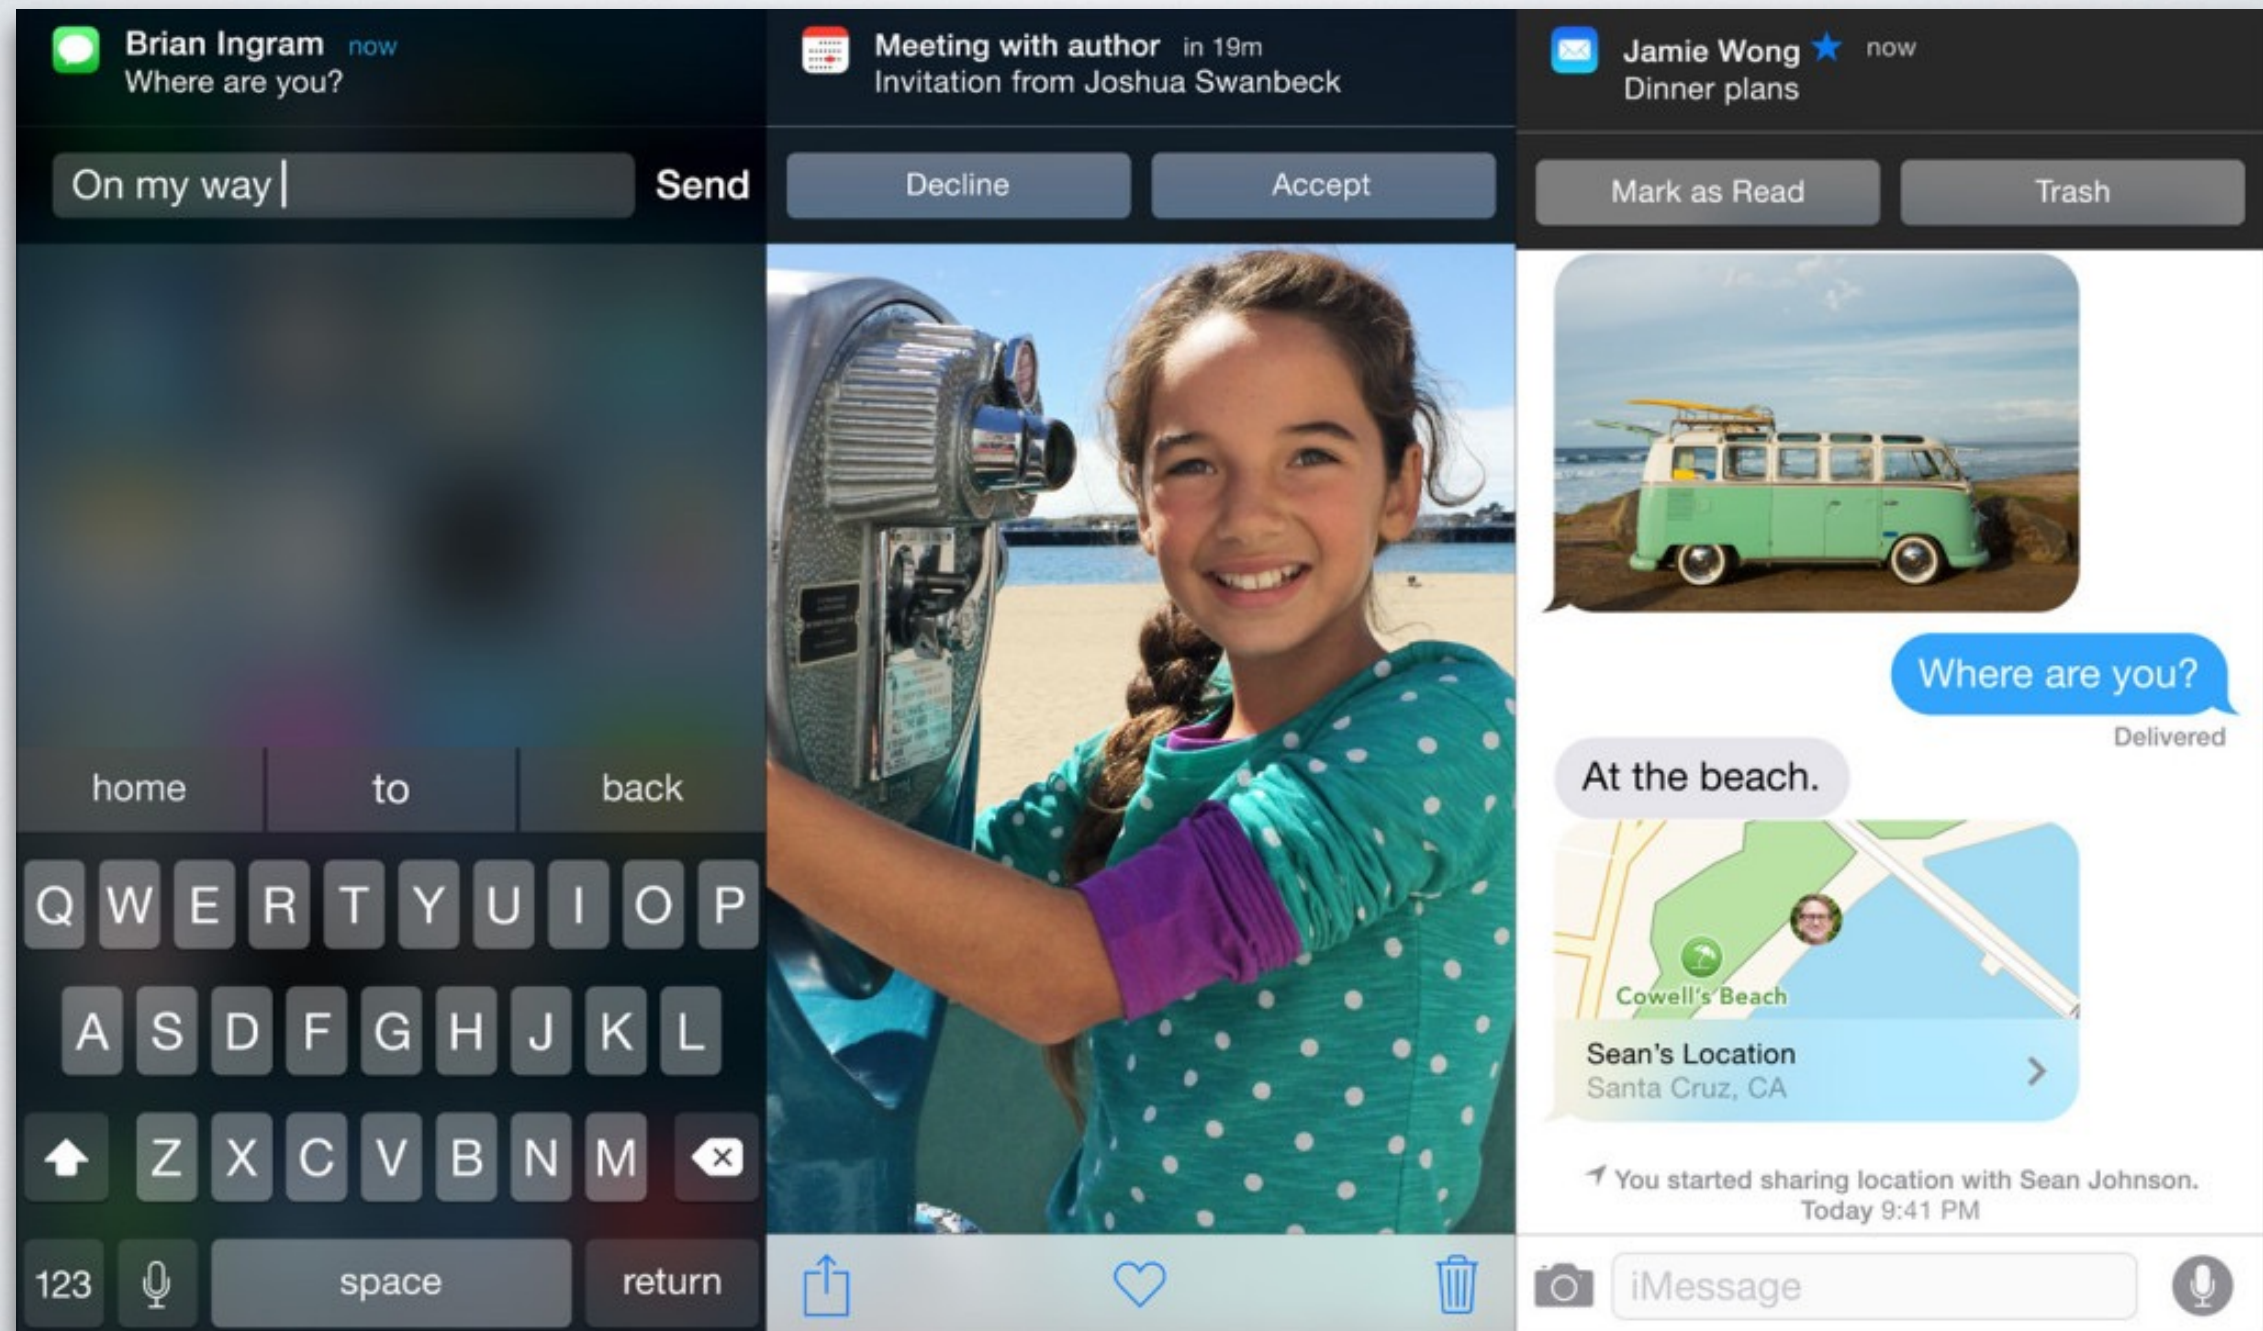 Brian Ingram now
Where are you?
On my way
Send
home to back
Q W E R T Y U I O P
A S D F G H J K L
Z X C V B N M
123 space return
Meeting with author in 19m
Invitation from Joshua Swanbeck
Decline Accept
Jamie Wong now
Dinner plans
Mark as Read Trash
Where are you?
Delivered
At the beach.
Cowell's Beach
Sean's Location
Santa Cruz, CA
You started sharing location with Sean Johnson.
Today 9:41 PM
iMessage